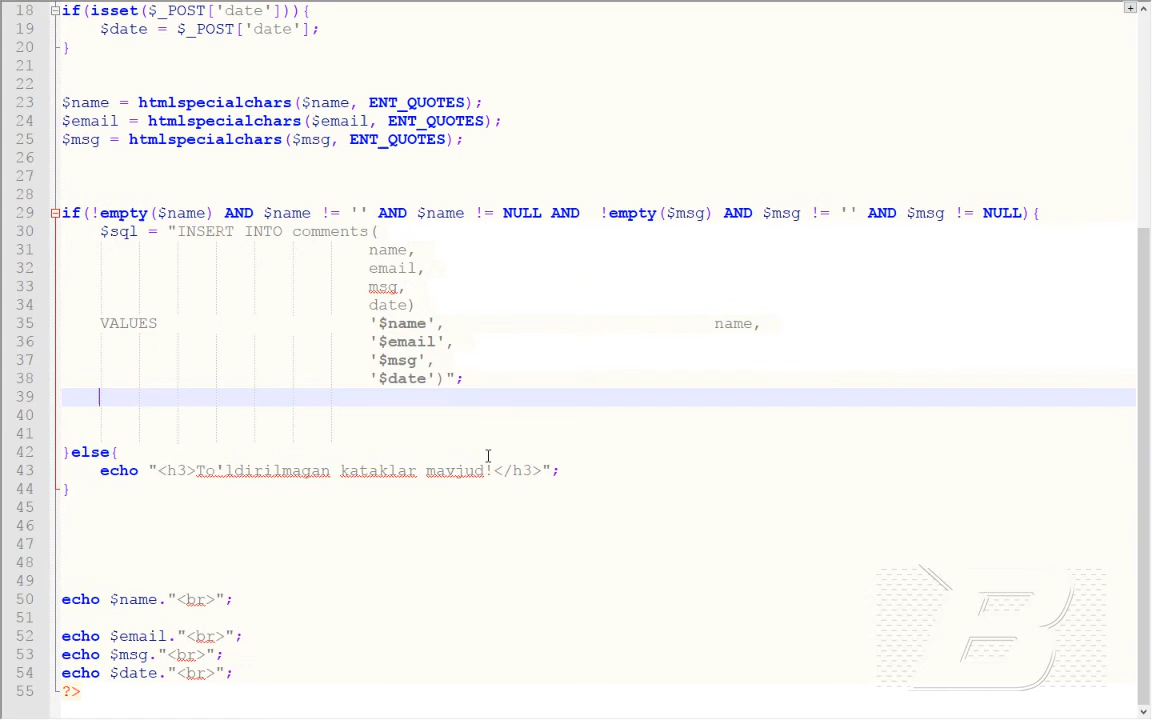 18 if(isset($_POST['date'])){
19 $date = $_POST['date'];
20 }
21
22
23 $name = htmlspecialchars($name, ENT_QUOTES);
24 $email = htmlspecialchars($email, ENT_QUOTES);
25 $msg = htmlspecialchars($msg, ENT_QUOTES);
26
27
28
29 if(!empty($name) AND $name != '' AND $name != NULL AND  !empty($msg) AND $msg != '' AND $msg != NULL){
30 $sql = "INSERT INTO comments(
31 name,
32 email,
33 msg,
34 date)
35 VALUES '$name', name,
36 '$email',
37 '$msg',
38 '$date')";
39
40
41
42 }else{
43 echo "<h3>To'ldirilmagan kataklar mavjud!</h3>";
44 }
45
46
47
48
49
50 echo $name."<br>";
51
52 echo $email."<br>";
53 echo $msg."<br>";
54 echo $date."<br>";
55 ?>
B